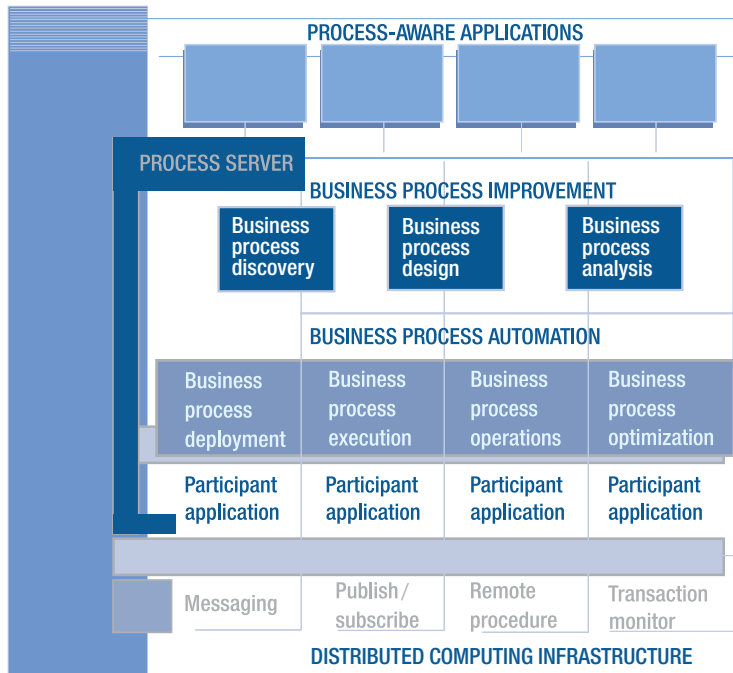 PROCESS-AWARE APPLICATIONS
PROCESS SERVER
BUSINESS PROCESS IMPROVEMENT
Business
process
discovery
Business
process
design
Business
process
analysis
BUSINESS PROCESS AUTOMATION
Business
process
deployment
Business
process
execution
Business
process
operations
Business
process
optimization
Participant
application
Participant
application
Participant
application
Participant
application
Messaging
Publish/
subscribe
Remote
procedure
Transaction
monitor
DISTRIBUTED COMPUTING INFRASTRUCTURE